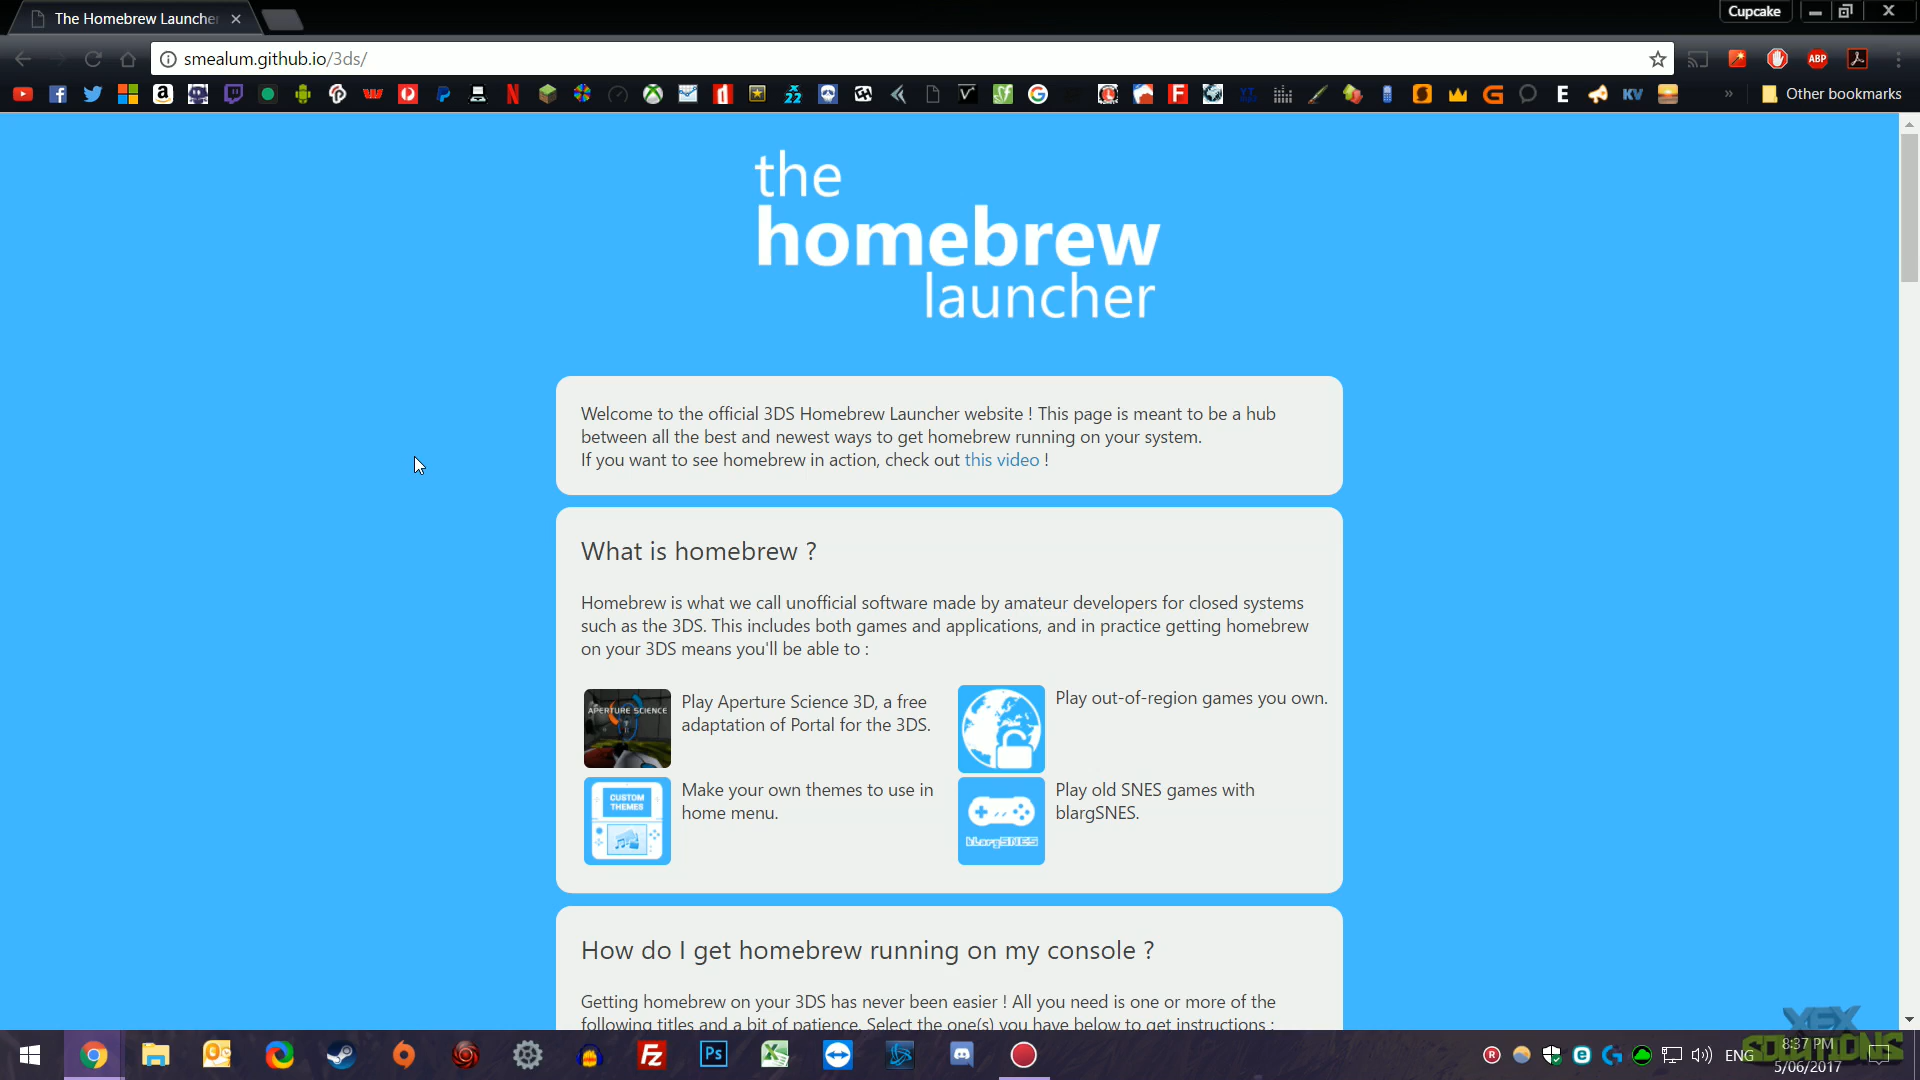 The Homebrew Launche
Cupcake
smealum.github.io/3ds/
ABP
Other bookmarks
the
homebrew
launcher
Welcome to the official 3DS Homebrew Launcher website ! This page is meant to be a hub
between all the best and newest ways to get homebrew running on your system.
If you want to see homebrew in action, check out this video !
What is homebrew ?
Homebrew is what we call unofficial software made by amateur developers for closed systems
such as the 3DS. This includes both games and applications, and in practice getting homebrew
on your 3DS means you'll be able to :
APERTURE SCIENCE
Play Aperture Science 3D, a free
adaptation of Portal for the 3DS.
Play out-of-region games you own.
CUSTOM
THEMES
Make your own themes to use in
home menu.
blargSNES
Play old SNES games with
blargSNES.
How do I get homebrew running on my console ?
Getting homebrew on your 3DS has never been easier ! All you need is one or more of the
following titles and a bit of patience. Select the one(s) you have below to get instructions :
XFX
SOLUTIONS
Fz
Ps
ENG
8:37 PM
5/06/2017